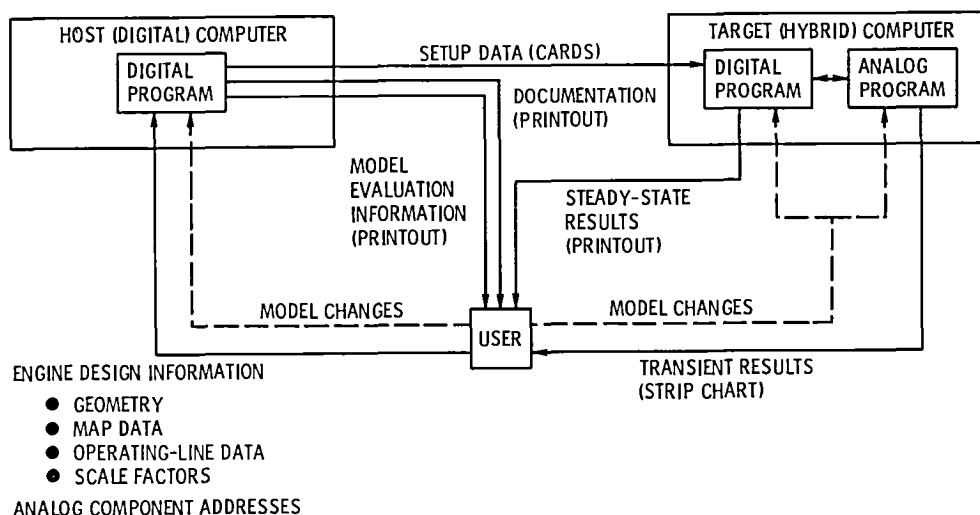 HOST (DIGITAL) COMPUTER
DIGITAL
PROGRAM
SETUP DATA (CARDS)
TARGET (HYBRID) COMPUTER
DIGITAL
PROGRAM
ANALOG
PROGRAM
DOCUMENTATION
(PRINTOUT)
MODEL
EVALUATION
INFORMATION
(PRINTOUT)
STEADY-STATE
RESULTS
(PRINTOUT)
MODEL CHANGES
USER
MODEL CHANGES
TRANSIENT RESULTS
(STRIP CHART)
ENGINE DESIGN INFORMATION
● GEOMETRY
● MAP DATA
● OPERATING-LINE DATA
● SCALE FACTORS
ANALOG COMPONENT ADDRESSES